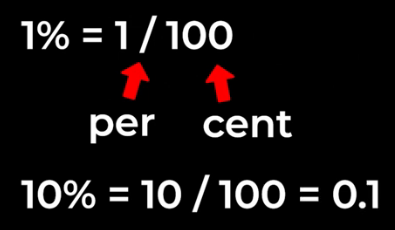 1% = 1 / 100
per cent
10% = 10 / 100 = 0.1